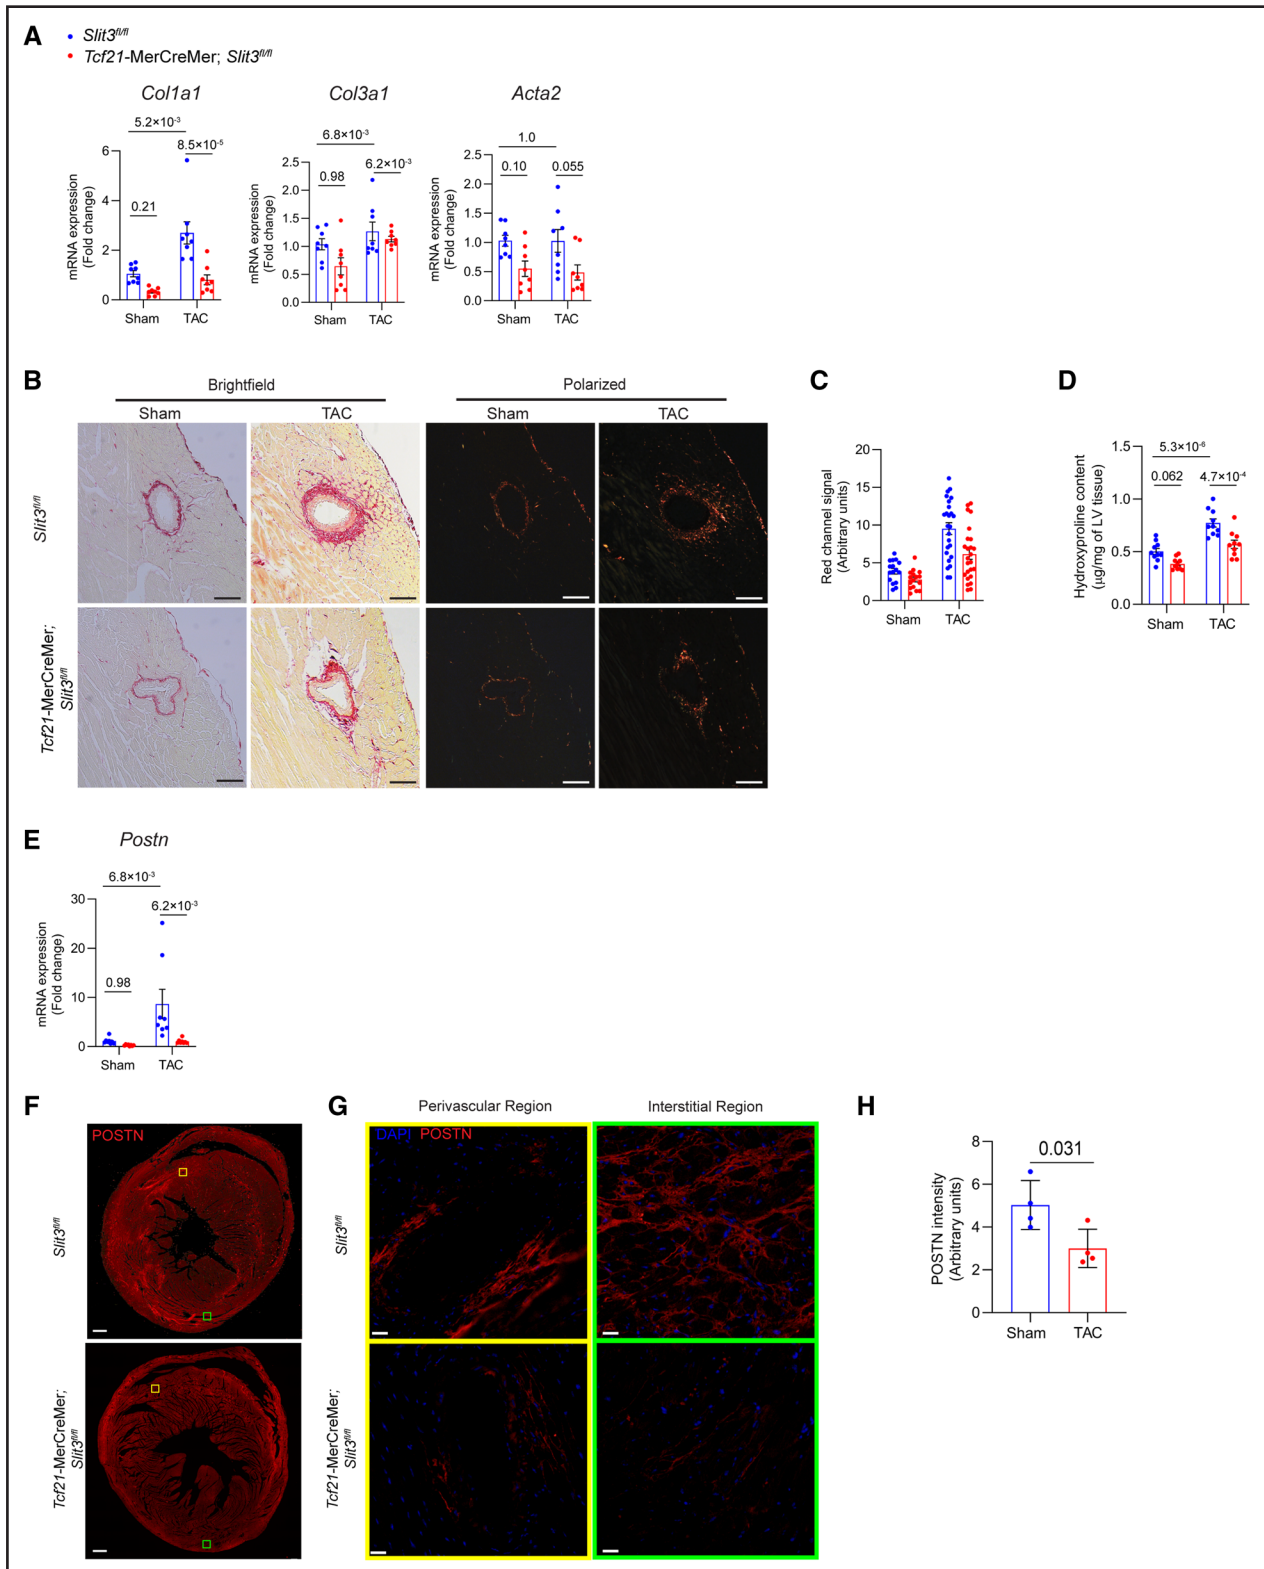 A
Slit3fl/fl
Tcf21-MerCreMer; Slit3fl/fl
Col1a1
Col3a1
Acta2
5.2×10-3
8.5×10-5
0.21
6
4
2
0
mRNA expression
(Fold change)
Sham
TAC
6.8×10-3
6.2×10-3
0.98
2.5
2.0
1.5
1.0
0.5
0.0
mRNA expression
(Fold change)
Sham
TAC
1.0
0.10
0.055
2.5
2.0
1.5
1.0
0.5
0.0
mRNA expression
(Fold change)
Sham
TAC
B
Brightfield
Polarized
Sham
TAC
Sham
TAC
Slit3fl/fl
Tcf21-MerCreMer;
Slit3fl/fl
C
20
15
10
5
0
Red channel signal
(Arbitrary units)
Sham
TAC
D
5.3×10-6
0.062
4.7×10-4
1.5
1.0
0.5
0.0
Hydroxyproline content
(µg/mg of LV tissue)
Sham
TAC
E
Postn
6.8×10-3
6.2×10-3
0.98
30
20
10
0
mRNA expression
(Fold change)
Sham
TAC
F
POSTN
Slit3fl/fl
Tcf21-MerCreMer;
Slit3fl/fl
G
Perivascular Region
Interstitial Region
DAPI POSTN
Slit3fl/fl
Tcf21-MerCreMer;
Slit3fl/fl
H
0.031
8
6
4
2
0
POSTN intensity
(Arbitrary units)
Sham
TAC